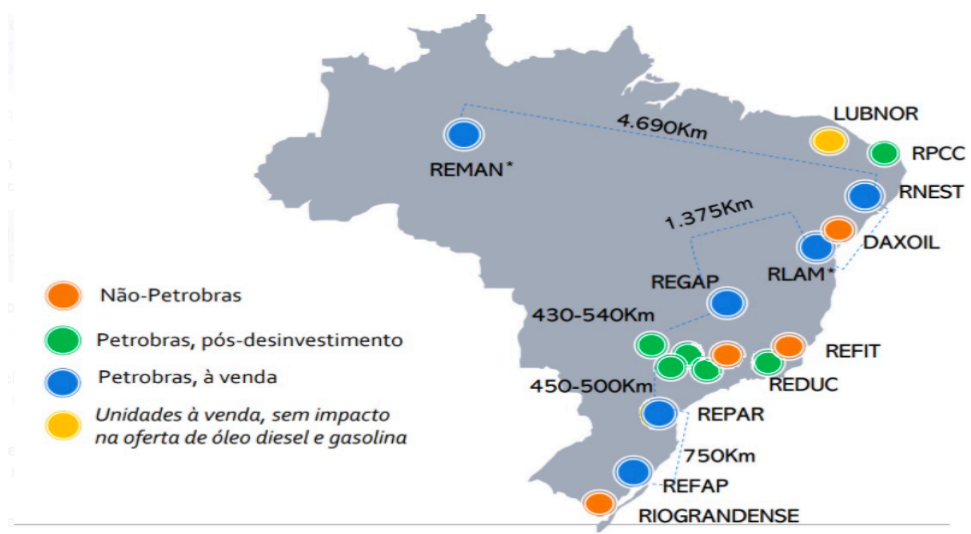 LUBNOR
4.690Km
RPCC
REMAN*
RNEST
1.375Km
DAXOIL
REGAP
RLAM*
Não-Petrobras
430-540Km
Petrobras, pós-desinvestimento
REFIT
Petrobras, à venda
450-500Km
REDUC
Unidades à venda, sem impacto
na oferta de óleo diesel e gasolina
REPAR
750Km
REFAP
RIOGRANDENSE